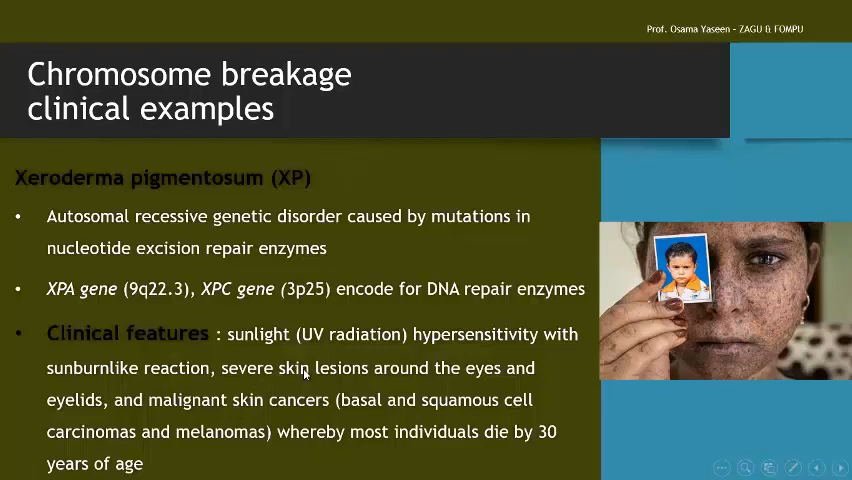 Prof. Osama Yaseen - ZAGU & FOMPU
Chromosome breakage
clinical examples
Xeroderma pigmentosum (XP)
• Autosomal recessive genetic disorder caused by mutations in
nucleotide excision repair enzymes
• XPA gene (9q22.3), XPC gene (3p25) encode for DNA repair enzymes
• Clinical features : sunlight (UV radiation) hypersensitivity with
sunburnlike reaction, severe skin lesions around the eyes and
eyelids, and malignant skin cancers (basal and squamous cell
carcinomas and melanomas) whereby most individuals die by 30
years of age